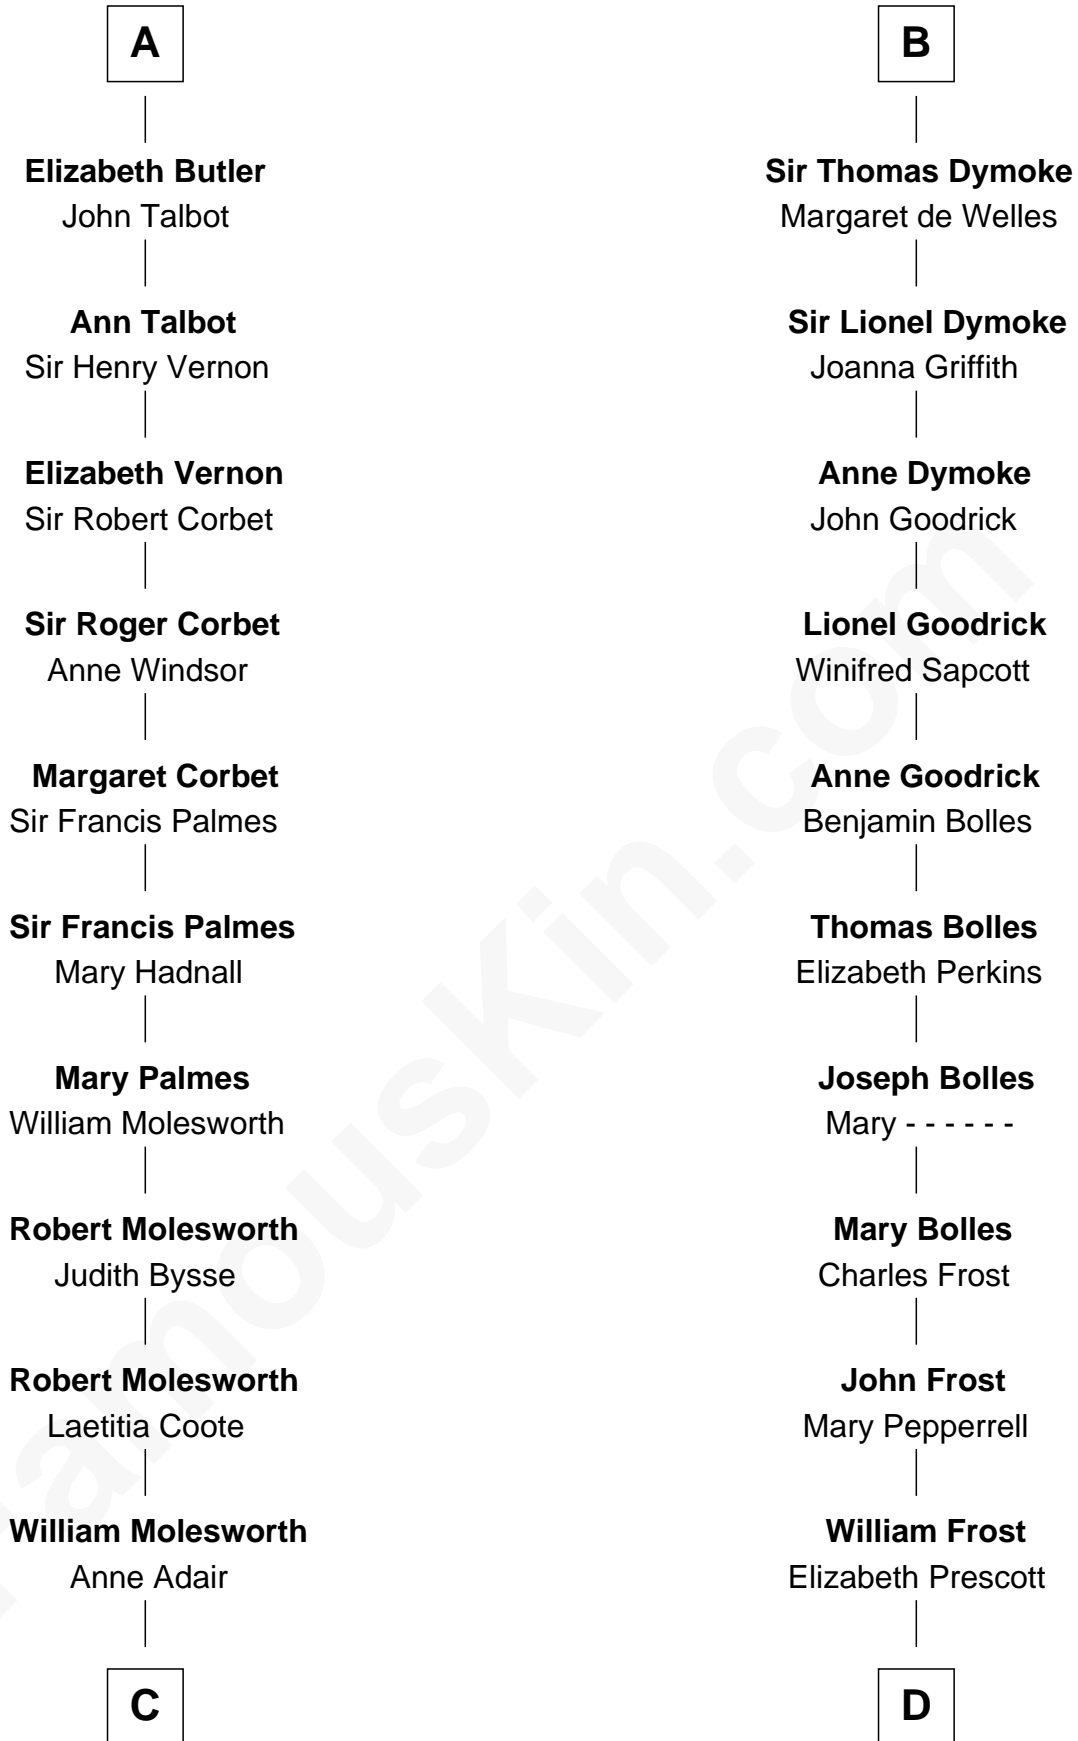 A
Elizabeth Butler
John Talbot
Ann Talbot
Sir Henry Vernon
Elizabeth Vernon
Sir Robert Corbet
Sir Roger Corbet
Anne Windsor
Margaret Corbet
Sir Francis Palmes
Sir Francis Palmes
Mary Hadnall
Mary Palmes
William Molesworth
Robert Molesworth
Judith Bysse
Robert Molesworth
Laetitia Coote
William Molesworth
Anne Adair
C
B
Sir Thomas Dymoke
Margaret de Welles
Sir Lionel Dymoke
Joanna Griffith
Anne Dymoke
John Goodrick
Lionel Goodrick
Winifred Sapcott
Anne Goodrick
Benjamin Bolles
Thomas Bolles
Elizabeth Perkins
Joseph Bolles
Mary - - - - - -
Mary Bolles
Charles Frost
John Frost
Mary Pepperrell
William Frost
Elizabeth Prescott
D
FamousKin.com